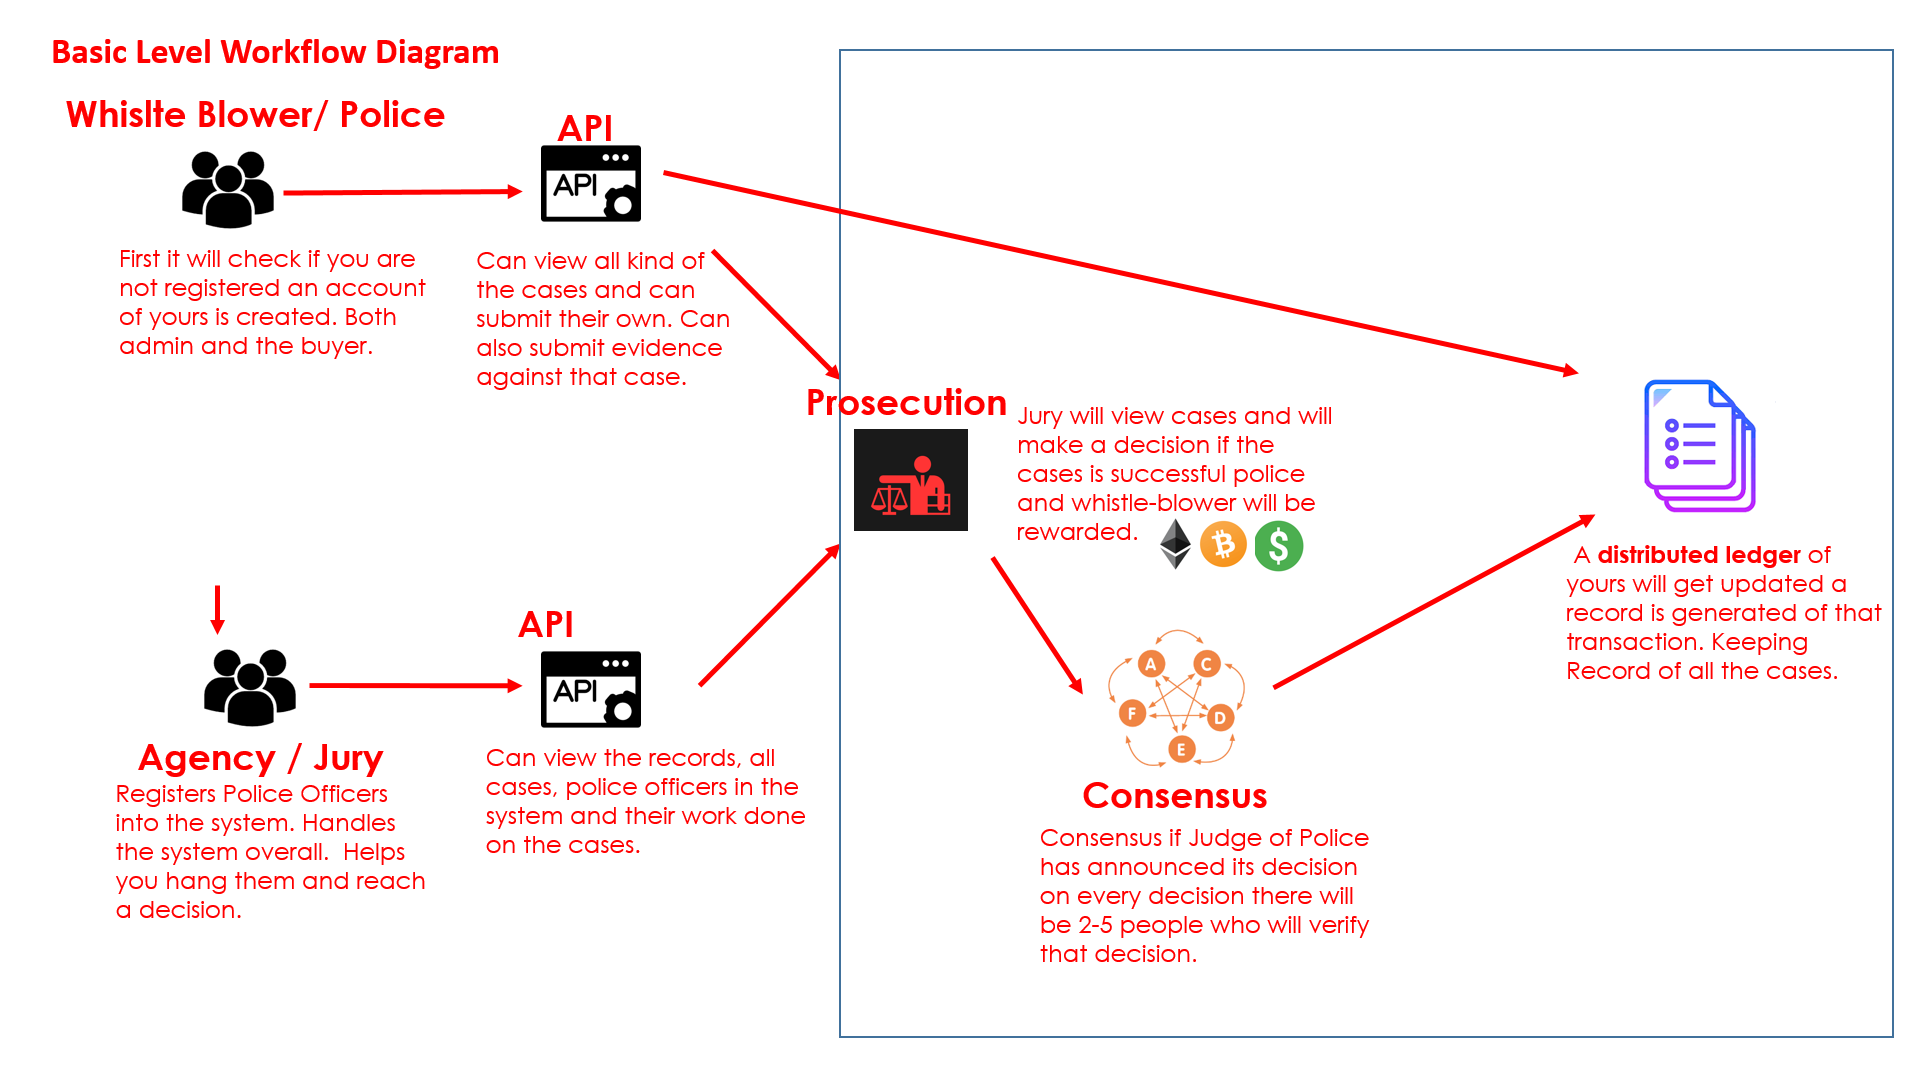 Basic Level Workflow Diagram
Whislte Blower/ Police
API
API
First it will check if you are
not registered an account
of yours is created. Both
admin and the buyer.
Can view all kind of
the cases and can
submit their own. Can
also submit evidence
against that case.
Prosecution
Jury will view cases and will
make a decision if the
cases is successful police
and whistle-blower will be
rewarded.
A distributed ledger of
yours will get updated a
record is generated of that
transaction. Keeping
Record of all the cases.
API
API
Agency / Jury
Registers Police Officers
into the system. Handles
the system overall.  Helps
you hang them and reach
a decision.
Can view the records, all
cases, police officers in the
system and their work done
on the cases.
A
C
F
D
E
Consensus
Consensus if Judge of Police
has announced its decision
on every decision there will
be 2-5 people who will verify
that decision.